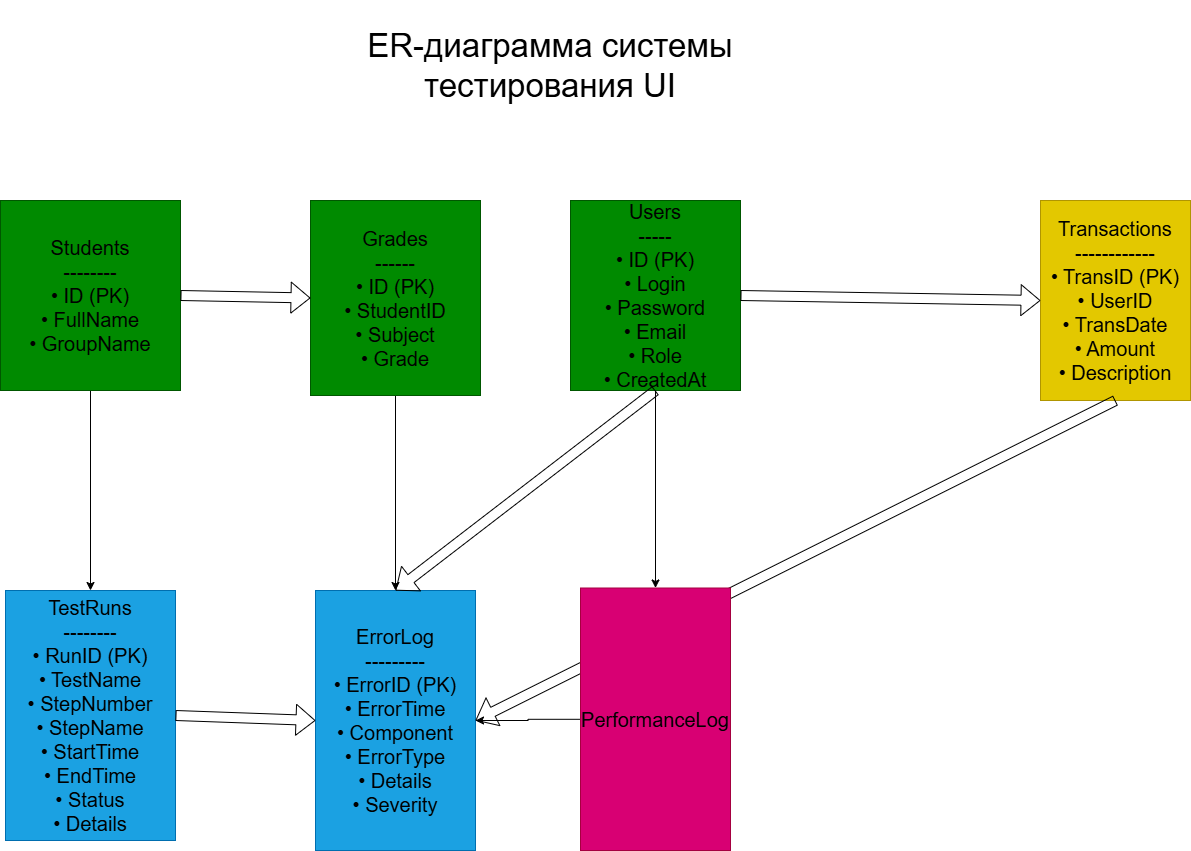 ER-диаграмма системы
тестирования UI
Students
--------
• ID (PK)
• FullName
• GroupName
Grades
------
• ID (PK)
• StudentID
• Subject
• Grade
Users
-----
• ID (PK)
• Login
• Password
• Email
• Role
• CreatedAt
Transactions
------------
• TransID (PK)
• UserID
• TransDate
• Amount
• Description
TestRuns
--------
• RunID (PK)
• TestName
• StepNumber
• StepName
• StartTime
• EndTime
• Status
• Details
ErrorLog
---------
• ErrorID (PK)
• ErrorTime
• Component
• ErrorType
• Details
• Severity
PerformanceLog